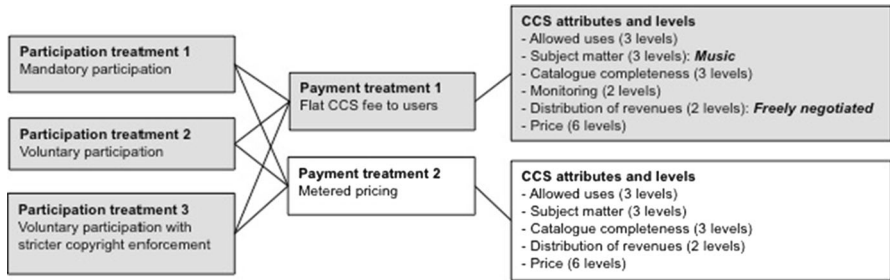 Participation treatment 1
Mandatory participation
Participation treatment 2
Voluntary participation
Participation treatment 3
Voluntary participation with
stricter copyright enforcement
Payment treatment 1
Flat CCS fee to users
Payment treatment 2
Metered pricing
CCS attributes and levels
- Allowed uses (3 levels)
- Subject matter (3 levels): Music
- Catalogue completeness (3 levels)
- Monitoring (2 levels)
- Distribution of revenues (2 levels): Freely negotiated
- Price (6 levels)
CCS attributes and levels
- Allowed uses (3 levels)
- Subject matter (3 levels)
- Catalogue completeness (3 levels)
- Distribution of revenues (2 levels)
- Price (6 levels)